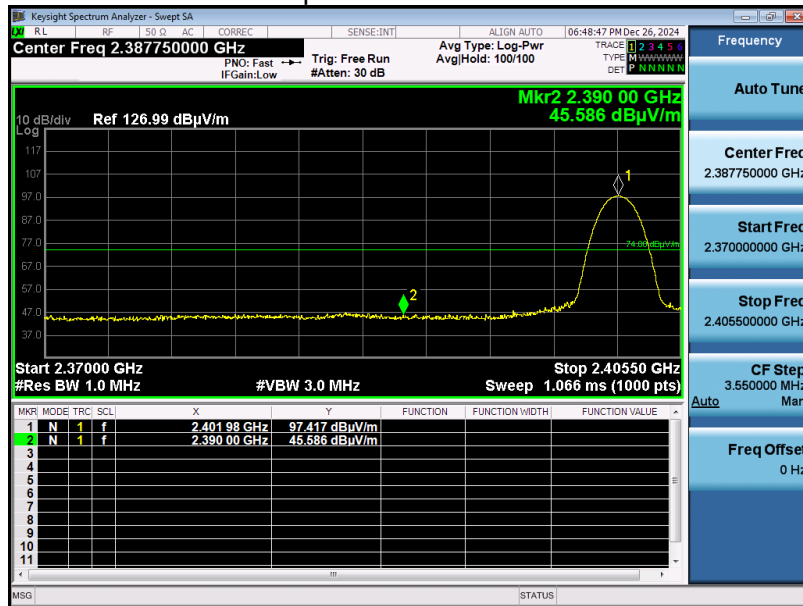 Keysight Spectrum Analyzer - Swept SA
LXI RL RF 50 Ω AC CORREC SENSE:INT ALIGN AUTO 06:48:47 PM Dec 26, 2024
Center Freq 2.387750000 GHz
PNO: Fast
IFGain:Low
Trig: Free Run
#Atten: 30 dB
Avg Type: Log-Pwr
Avg|Hold: 100/100
TRACE 1 2 3 4 5 6
TYPE M WWWWW
DET P N N N N N
Mkr2 2.390 00 GHz
45.586 dBµV/m
10 dB/div Ref 126.99 dBµV/m
Log
117
107
97.0
87.0
77.0
67.0
57.0
47.0
37.0
1
74.00 dBµV/m
2
Start 2.37000 GHz Stop 2.40550 GHz
#Res BW 1.0 MHz #VBW 3.0 MHz Sweep 1.066 ms (1000 pts)
MKR MODE TRC SCL X Y FUNCTION FUNCTION WIDTH FUNCTION VALUE
1 N 1 f 2.401 98 GHz 97.417 dBµV/m
2 N 1 f 2.390 00 GHz 45.586 dBµV/m
3
4
5
6
7
8
9
10
11
MSG STATUS
Frequency
Auto Tune
Center Freq
2.387750000 GHz
Start Freq
2.370000000 GHz
Stop Freq
2.405500000 GHz
CF Step
3.550000 MHz
Auto Man
Freq Offset
0 Hz